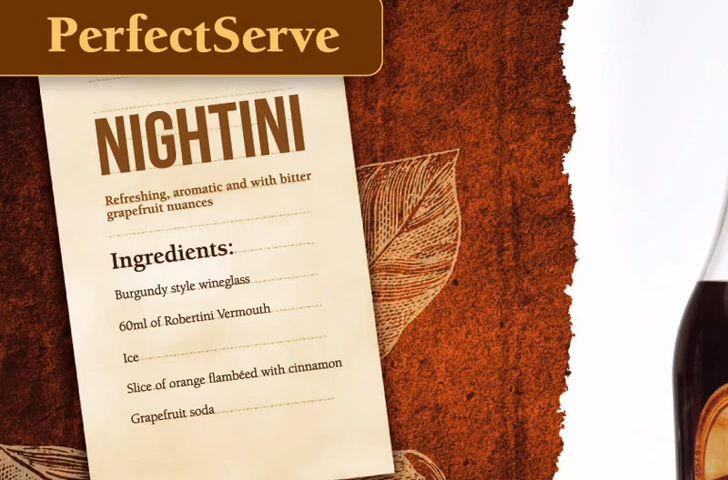 PerfectServe
NIGHTINI
Refreshing, aromatic and with bitter
grapefruit nuances
Ingredients:
Burgundy style wineglass
60ml of Robertini Vermouth
Ice
Slice of orange flambéed with cinnamon
Grapefruit soda